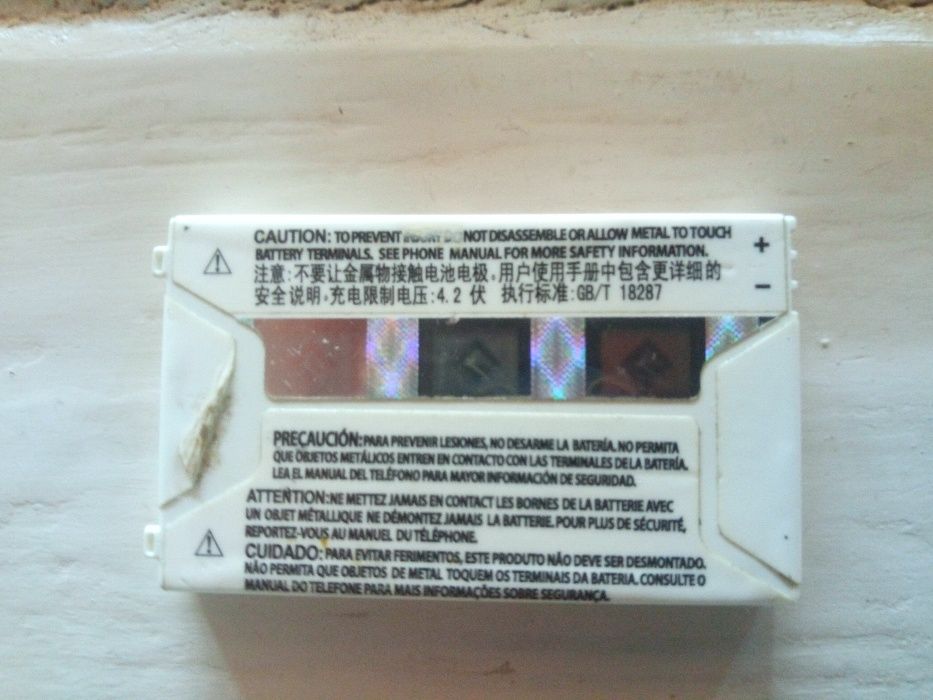 CAUTION: TO PREVENT INJURY DO NOT DISASSEMBLE OR ALLOW METAL TO TOUCH
BATTERY TERMINALS. SEE PHONE MANUAL FOR MORE SAFETY INFORMATION.
注意:不要让金属物接触电池电极。用户使用手册中包含更详细的
安全说明。充电限制电压:4.2 伏 执行标准:GB/T 18287
+
−
PRECAUCIÓN: PARA PREVENIR LESIONES, NO DESARME LA BATERÍA. NO PERMITA
QUE OBJETOS METÁLICOS ENTREN EN CONTACTO CON LAS TERMINALES DE LA BATERÍA.
LEA EL MANUAL DEL TELÉFONO PARA MAYOR INFORMACIÓN DE SEGURIDAD.
ATTENTION: NE METTEZ JAMAIS EN CONTACT LES BORNES DE LA BATTERIE AVEC
UN OBJET MÉTALLIQUE NE DÉMONTEZ JAMAIS LA BATTERIE. POUR PLUS DE SÉCURITÉ,
REPORTEZ-VOUS AU MANUEL DU TÉLÉPHONE.
CUIDADO: PARA EVITAR FERIMENTOS, ESTE PRODUTO NÃO DEVE SER DESMONTADO.
NÃO PERMITA QUE OBJETOS DE METAL TOQUEM OS TERMINAIS DA BATERIA. CONSULTE O
MANUAL DO TELEFONE PARA MAIS INFORMAÇÕES SOBRE SEGURANÇA.